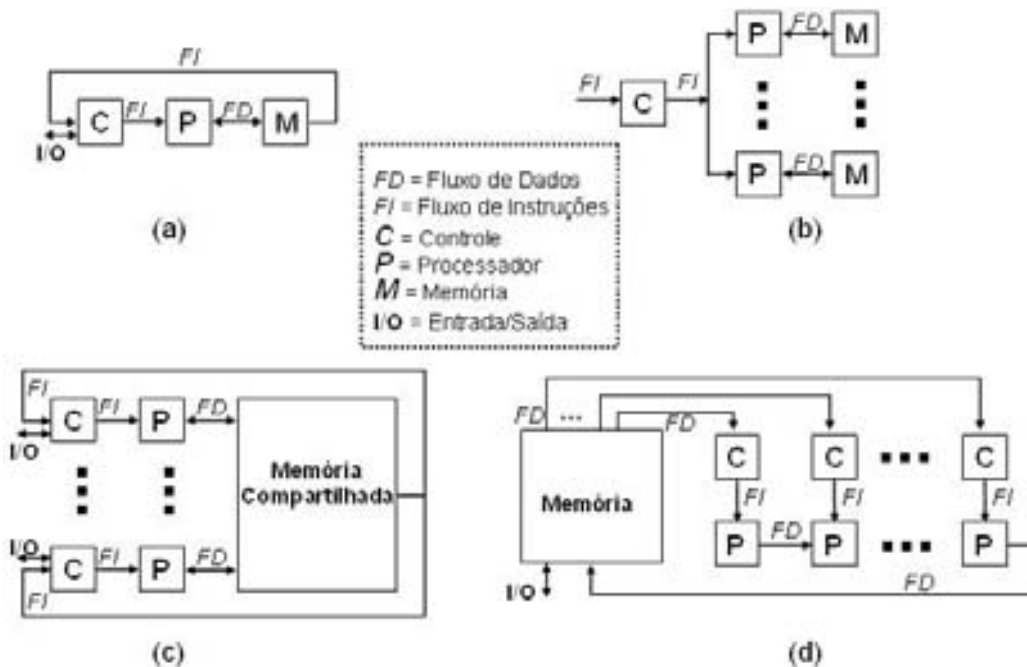 FI
C FI P FD M
I/O
(a)
FI C FI P FD M
P FD M
(b)
FD = Fluxo de Dados
FI = Fluxo de Instruções
C = Controle
P = Processador
M = Memória
I/O = Entrada/Saída
FI
C FI P FD
I/O
Memória
Compartilhada
I/O
C FI P FD
FI
(c)
FD ... FD
C C C
Memória
FI FI FI
P FD P P
I/O
FD
(d)